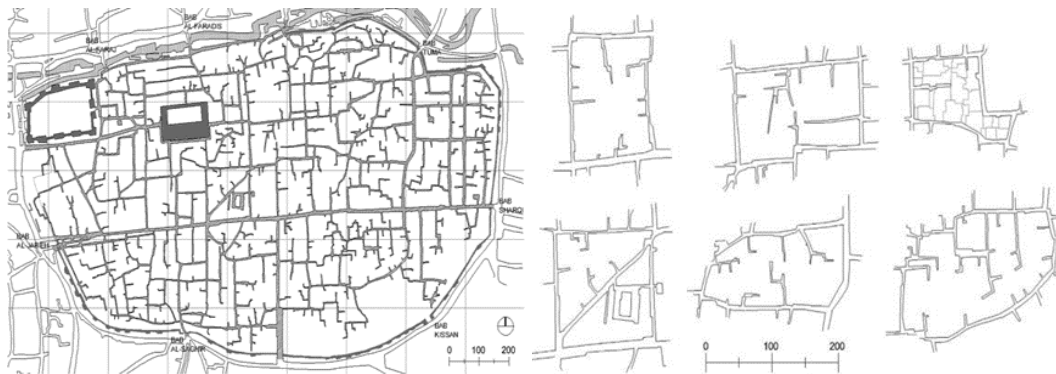 BAB
AL-FARADIS
BAB
AL-FARAJ
BAB
TUMA
BAB
SHARQI
BAB
AL-JABIEH
BAB
KISSAN
BAB
AL-SAGHIR
0 100 200
0 100 200